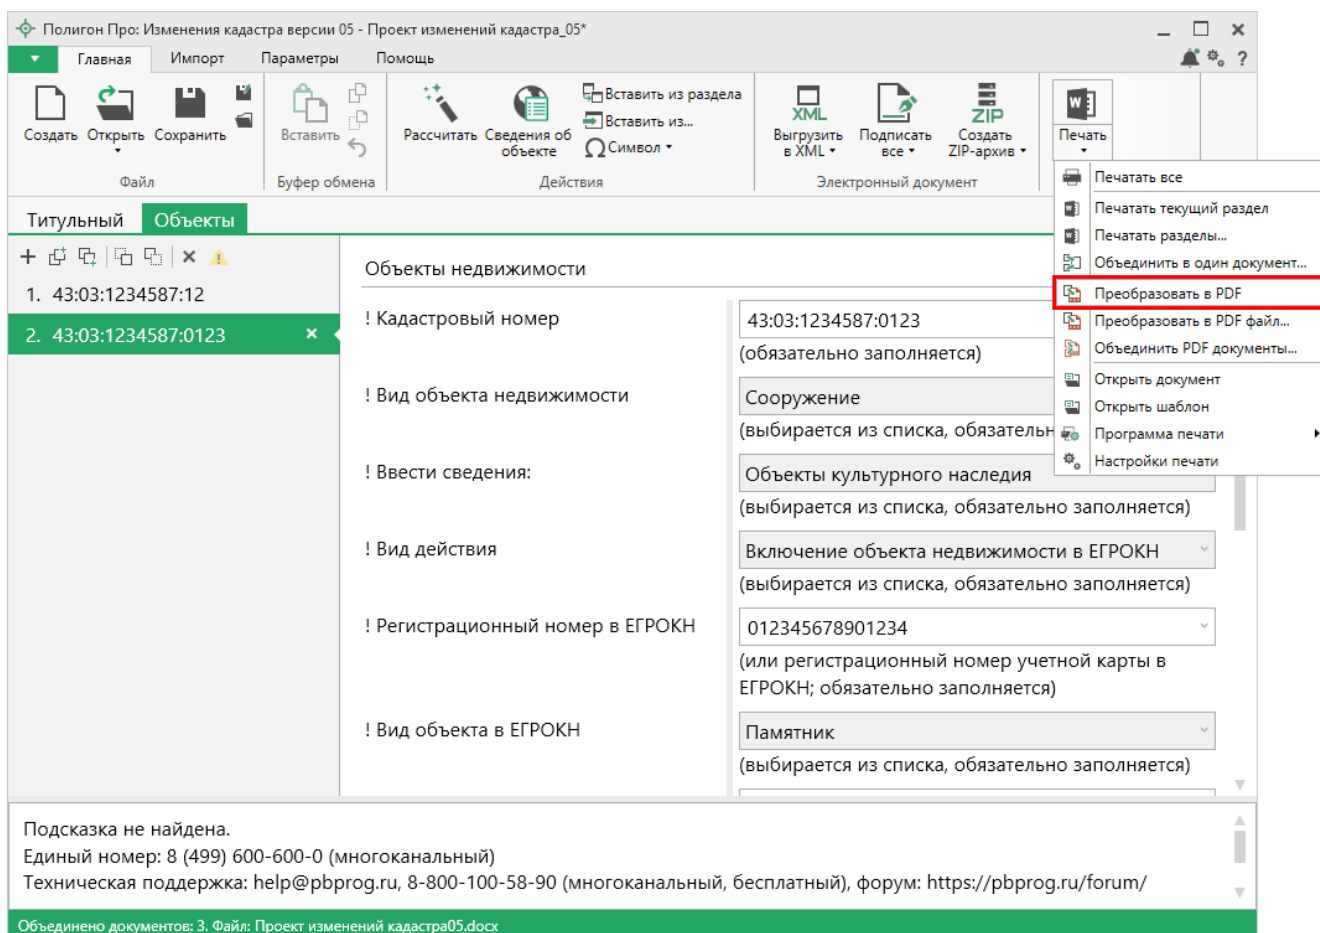 Полигон Про: Изменения кадастра версии 05 - Проект изменений кадастра_05*
Главная Импорт Параметры Помощь
?
Создать Открыть Сохранить
Файл
Вставить
Буфер обмена
Рассчитать Сведения об объекте
Вставить из раздела
Вставить из...
Символ
Действия
XML
Выгрузить
в XML
Подписать
все
ZIP
Создать
ZIP-архив
Электронный документ
W
Печать
Печатать все
Печатать текущий раздел
Печатать разделы...
Объединить в один документ...
Преобразовать в PDF
Преобразовать в PDF файл...
Объединить PDF документы...
Открыть документ
Открыть шаблон
Программа печати
Настройки печати
Титульный Объекты
1. 43:03:1234587:12
2. 43:03:1234587:0123
Объекты недвижимости
! Кадастровый номер
43:03:1234587:0123
(обязательно заполняется)
! Вид объекта недвижимости
Сооружение
(выбирается из списка, обязательн
! Ввести сведения:
Объекты культурного наследия
(выбирается из списка, обязательно заполняется)
! Вид действия
Включение объекта недвижимости в ЕГРОКН
(выбирается из списка, обязательно заполняется)
! Регистрационный номер в ЕГРОКН
012345678901234
(или регистрационный номер учетной карты в
ЕГРОКН; обязательно заполняется)
! Вид объекта в ЕГРОКН
Памятник
(выбирается из списка, обязательно заполняется)
Подсказка не найдена.
Единый номер: 8 (499) 600-600-0 (многоканальный)
Техническая поддержка: help@pbprog.ru, 8-800-100-58-90 (многоканальный, бесплатный), форум: https://pbprog.ru/forum/
Объединено документов: 3. Файл: Проект изменений кадастра05.docx